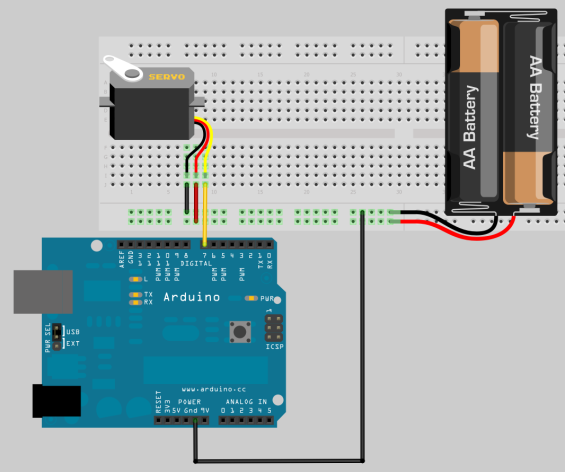 SERVO
AA Battery
AA Battery
AREF
GND
13
12
11
10
9
8
7
6
5
4
3
2
1
0
PWM
PWM
PWM
PWM
PWM
PWM
TX
RX
DIGITAL
L
TX
RX
Arduino
PWR
1
ICSP
PWR SEL
USB
EXT
www.arduino.cc
POWER
ANALOG IN
RESET
3V3
5V Gnd 9V
0 1 2 3 4 5